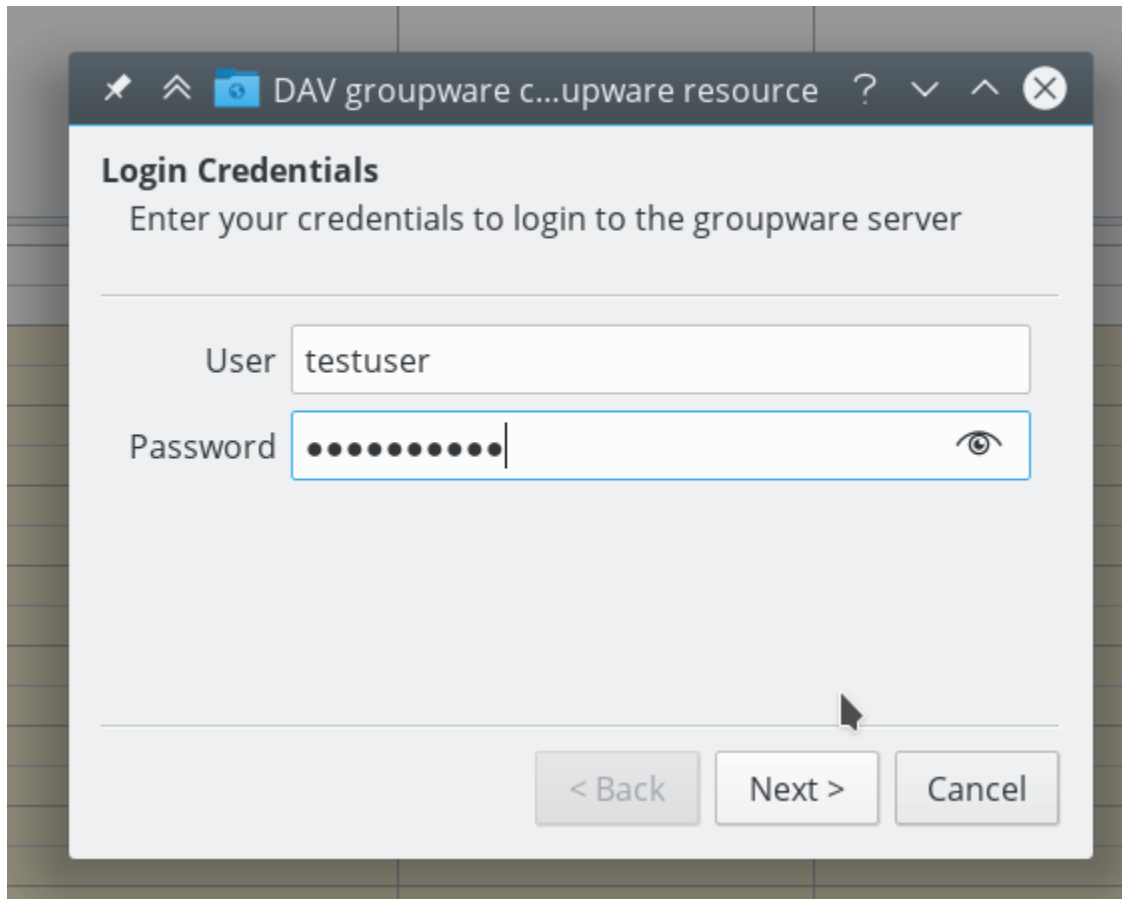 DAV groupware c...upware resource
Login Credentials
Enter your credentials to login to the groupware server
User testuser
Password ●●●●●●●●●●
< Back Next > Cancel